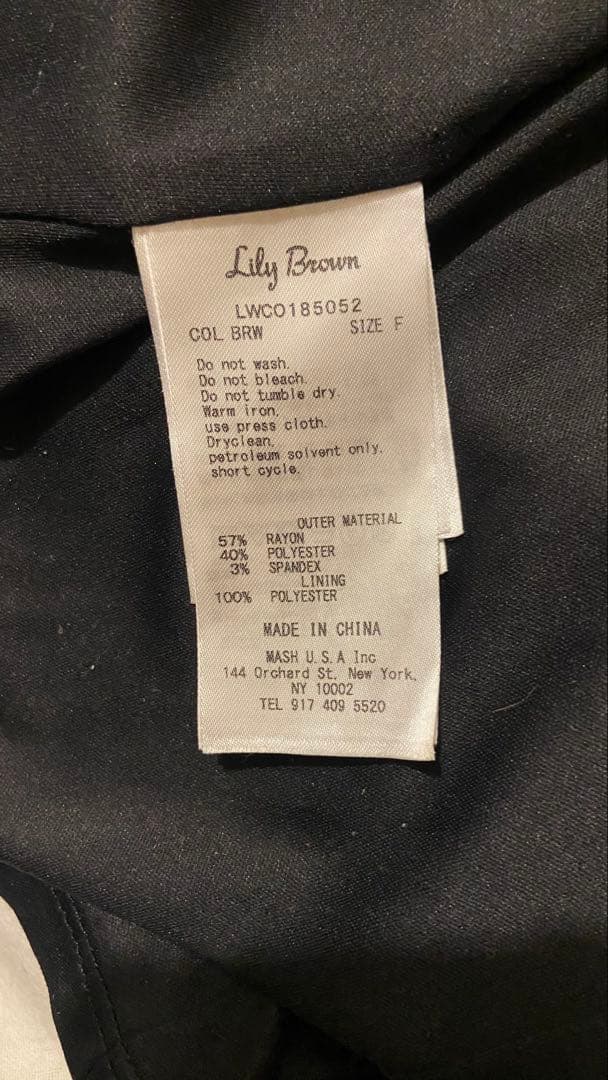 Lily Brown
LWCO185052
COL BRW SIZE F
Do not wash.
Do not bleach.
Do not tumble dry.
Warm iron,
use press cloth.
Dryclean,
petroleum solvent only.
short cycle.
OUTER MATERIAL
57% RAYON
40% POLYESTER
3% SPANDEX
LINING
100% POLYESTER
MADE IN CHINA
MASH U.S.A Inc
144 Orchard St. New York,
NY 10002
TEL 917 409 5520